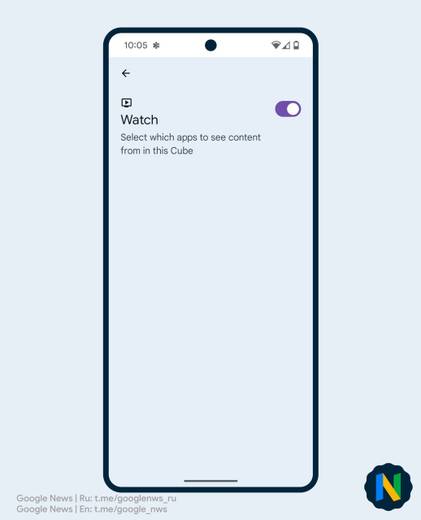 10:05
Watch
Select which apps to see content
from in this Cube
Google News | Ru: t.me/googlenws_ru
Google News | En: t.me/google_nws
N